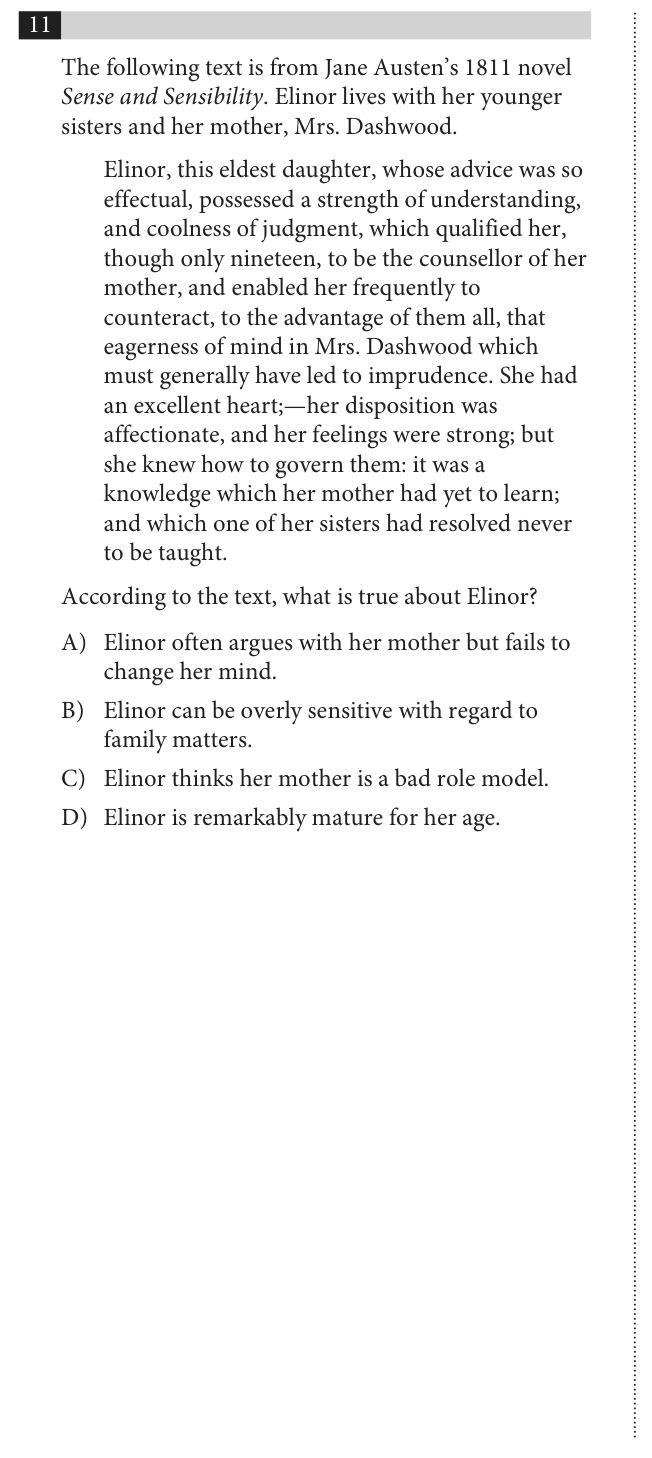 11
The following text is from Jane Austen’s 1811 novel
Sense and Sensibility. Elinor lives with her younger
sisters and her mother, Mrs. Dashwood.
Elinor, this eldest daughter, whose advice was so
effectual, possessed a strength of understanding,
and coolness of judgment, which qualified her,
though only nineteen, to be the counsellor of her
mother, and enabled her frequently to
counteract, to the advantage of them all, that
eagerness of mind in Mrs. Dashwood which
must generally have led to imprudence. She had
an excellent heart;—her disposition was
affectionate, and her feelings were strong; but
she knew how to govern them: it was a
knowledge which her mother had yet to learn;
and which one of her sisters had resolved never
to be taught.
According to the text, what is true about Elinor?
A) Elinor often argues with her mother but fails to
change her mind.
B) Elinor can be overly sensitive with regard to
family matters.
C) Elinor thinks her mother is a bad role model.
D) Elinor is remarkably mature for her age.